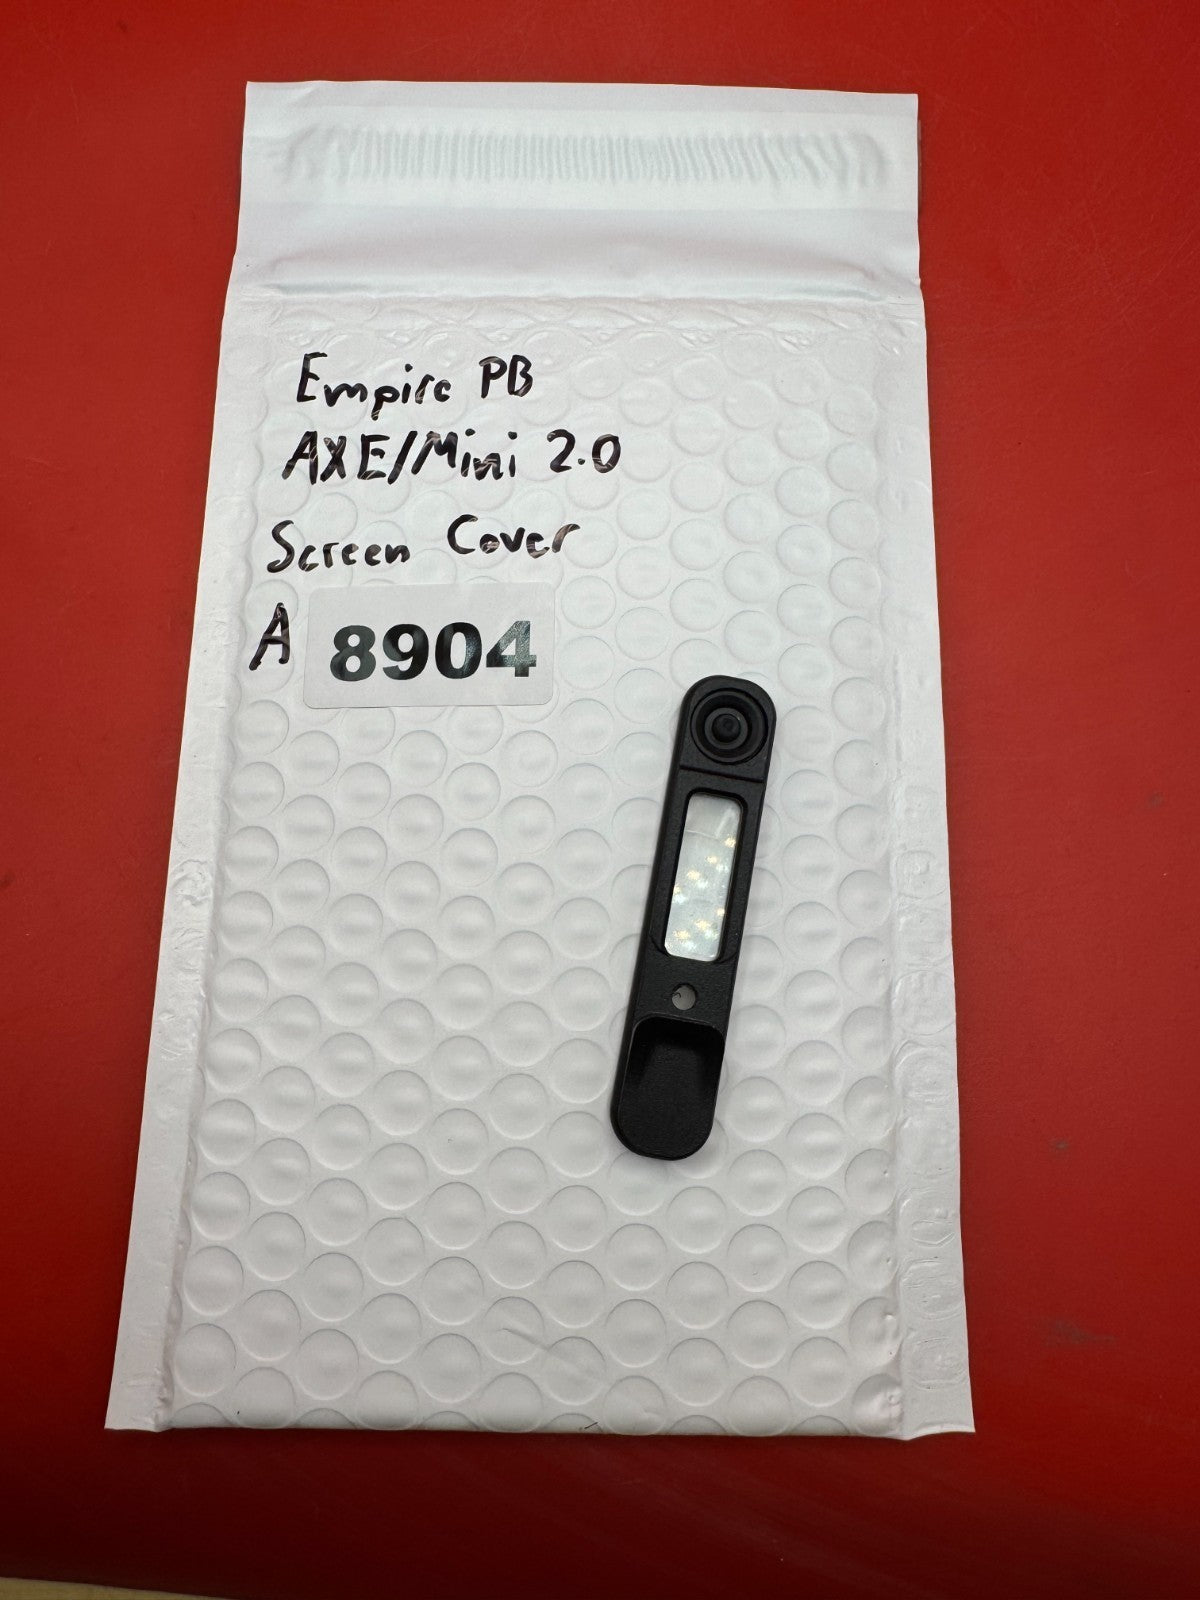 Empire PB
AXE/Mini 2.0
Screen Cover
A 8904